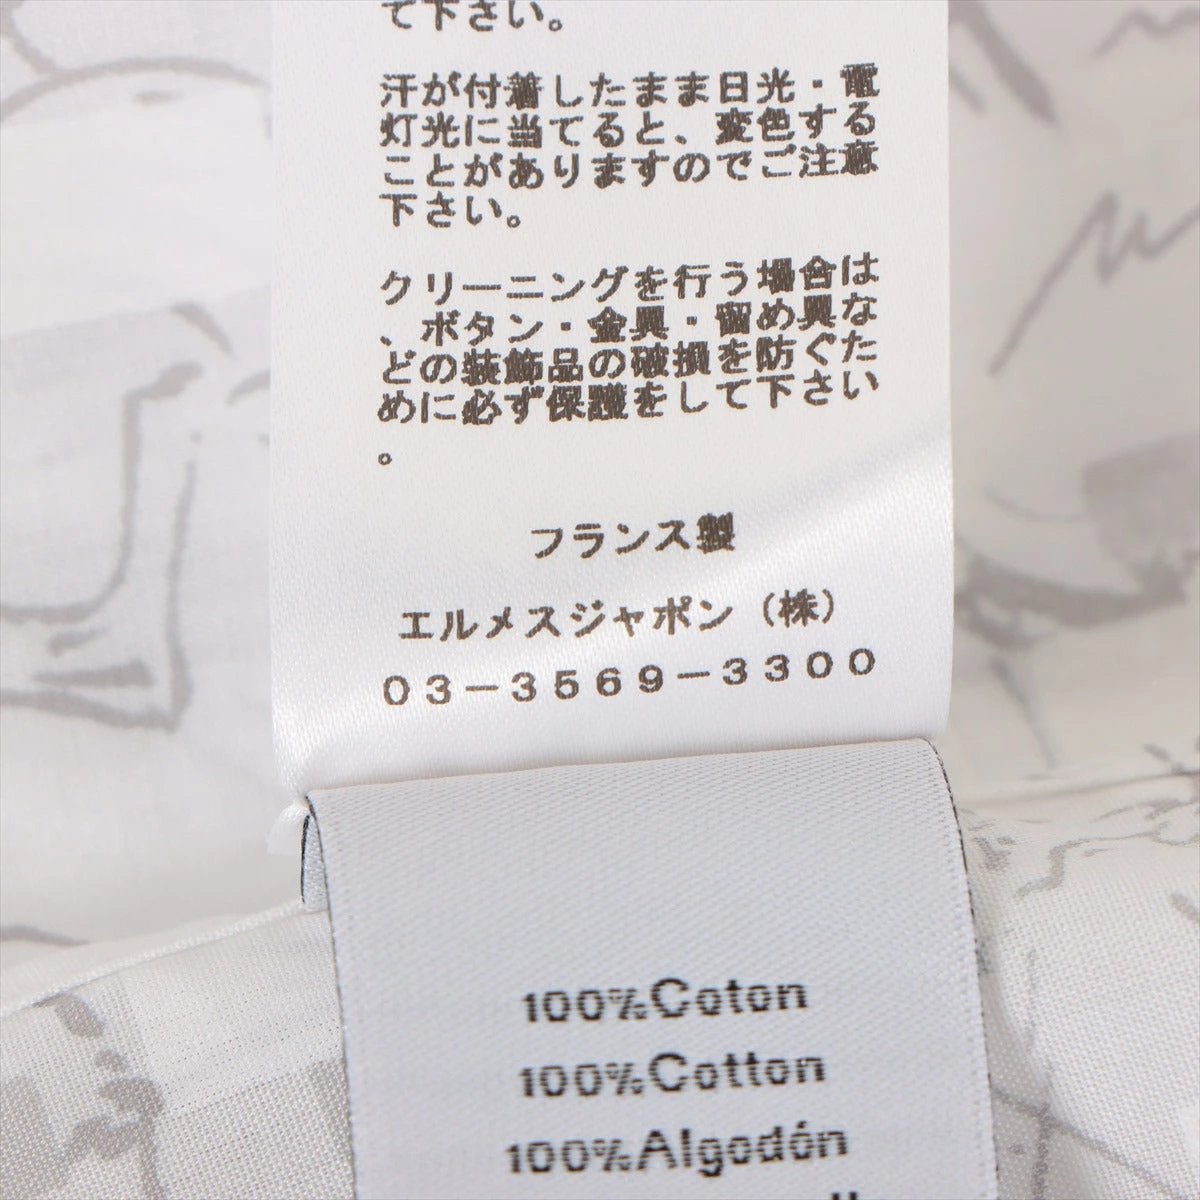 て下さい。
汗が付着したまま日光・電
灯光に当てると、変色する
ことがありますのでご注意
下さい。
クリーニングを行う場合は
、ボタン・金具・留め具な
どの装飾品の破損を防ぐた
めに必ず保護をして下さい
。
フランス製
エルメスジャポン（株）
03－3569－3300
100%Coton
100%Cotton
100%Algodón